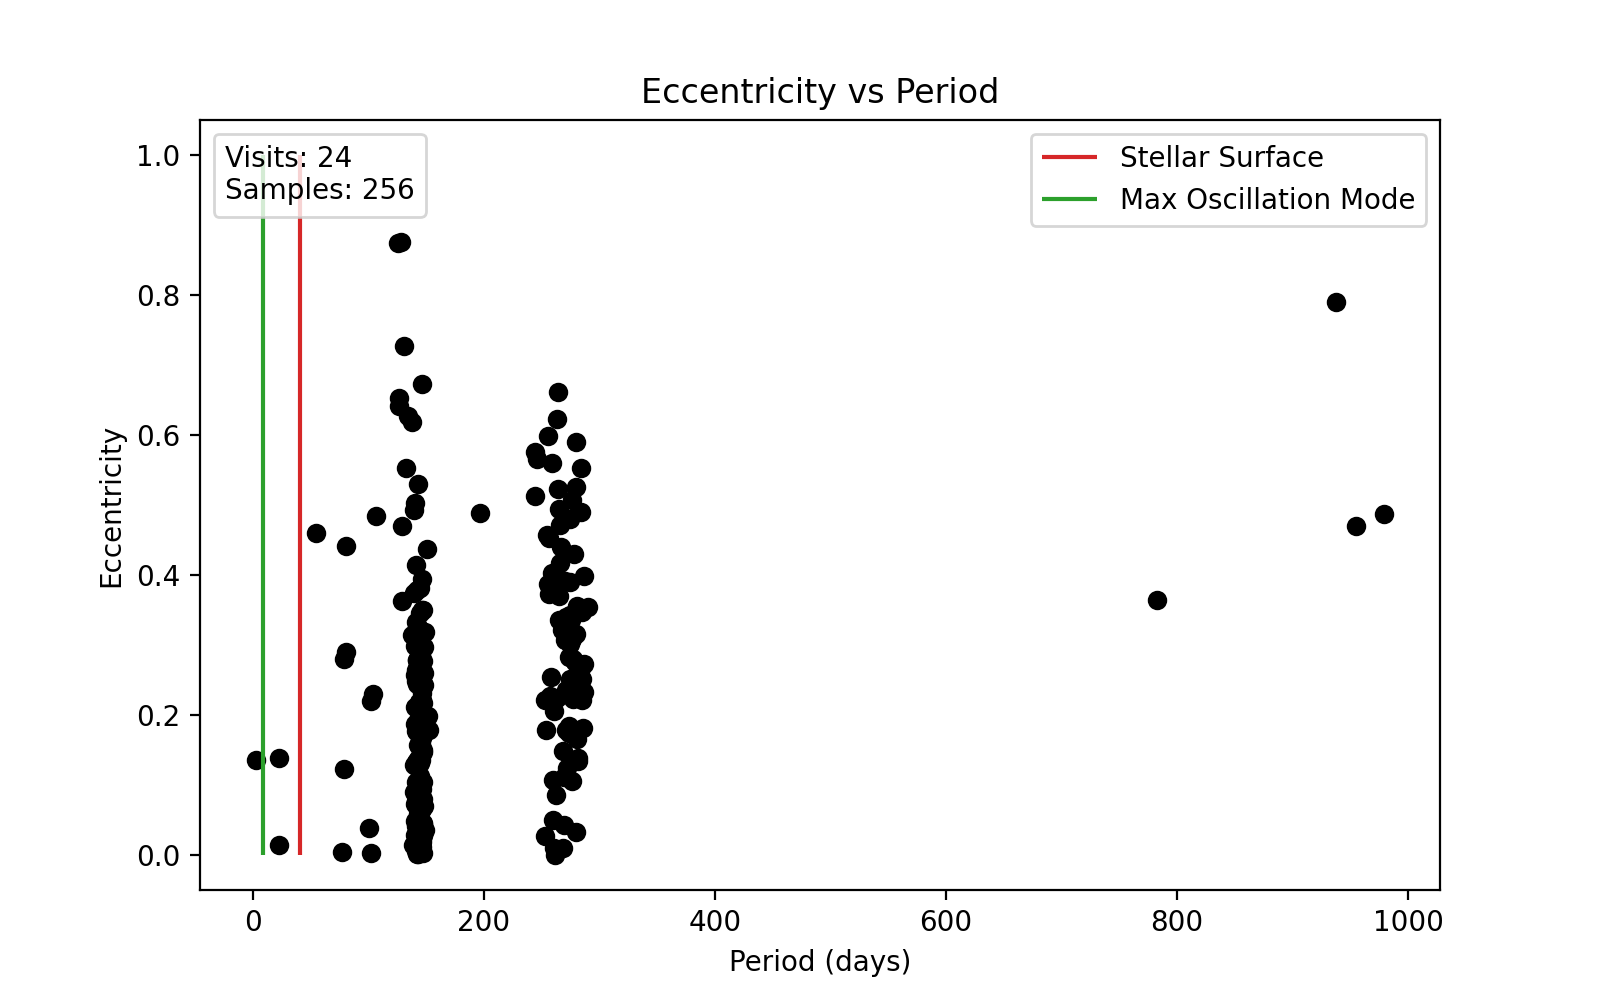 Eccentricity vs Period
Visits: 24
Samples: 256
Stellar Surface
Max Oscillation Mode
1.0
0.8
0.6
0.4
0.2
0.0
Eccentricity
0
200
400
600
800
1000
Period (days)